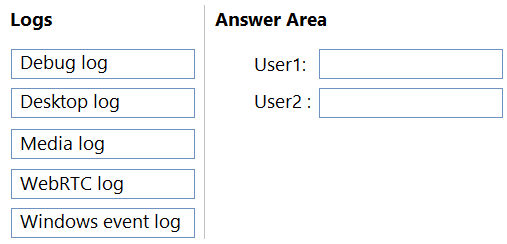 Logs
Debug log
Desktop log
Media log
WebRTC log
Windows event log
Answer Area
User1:
User2 :